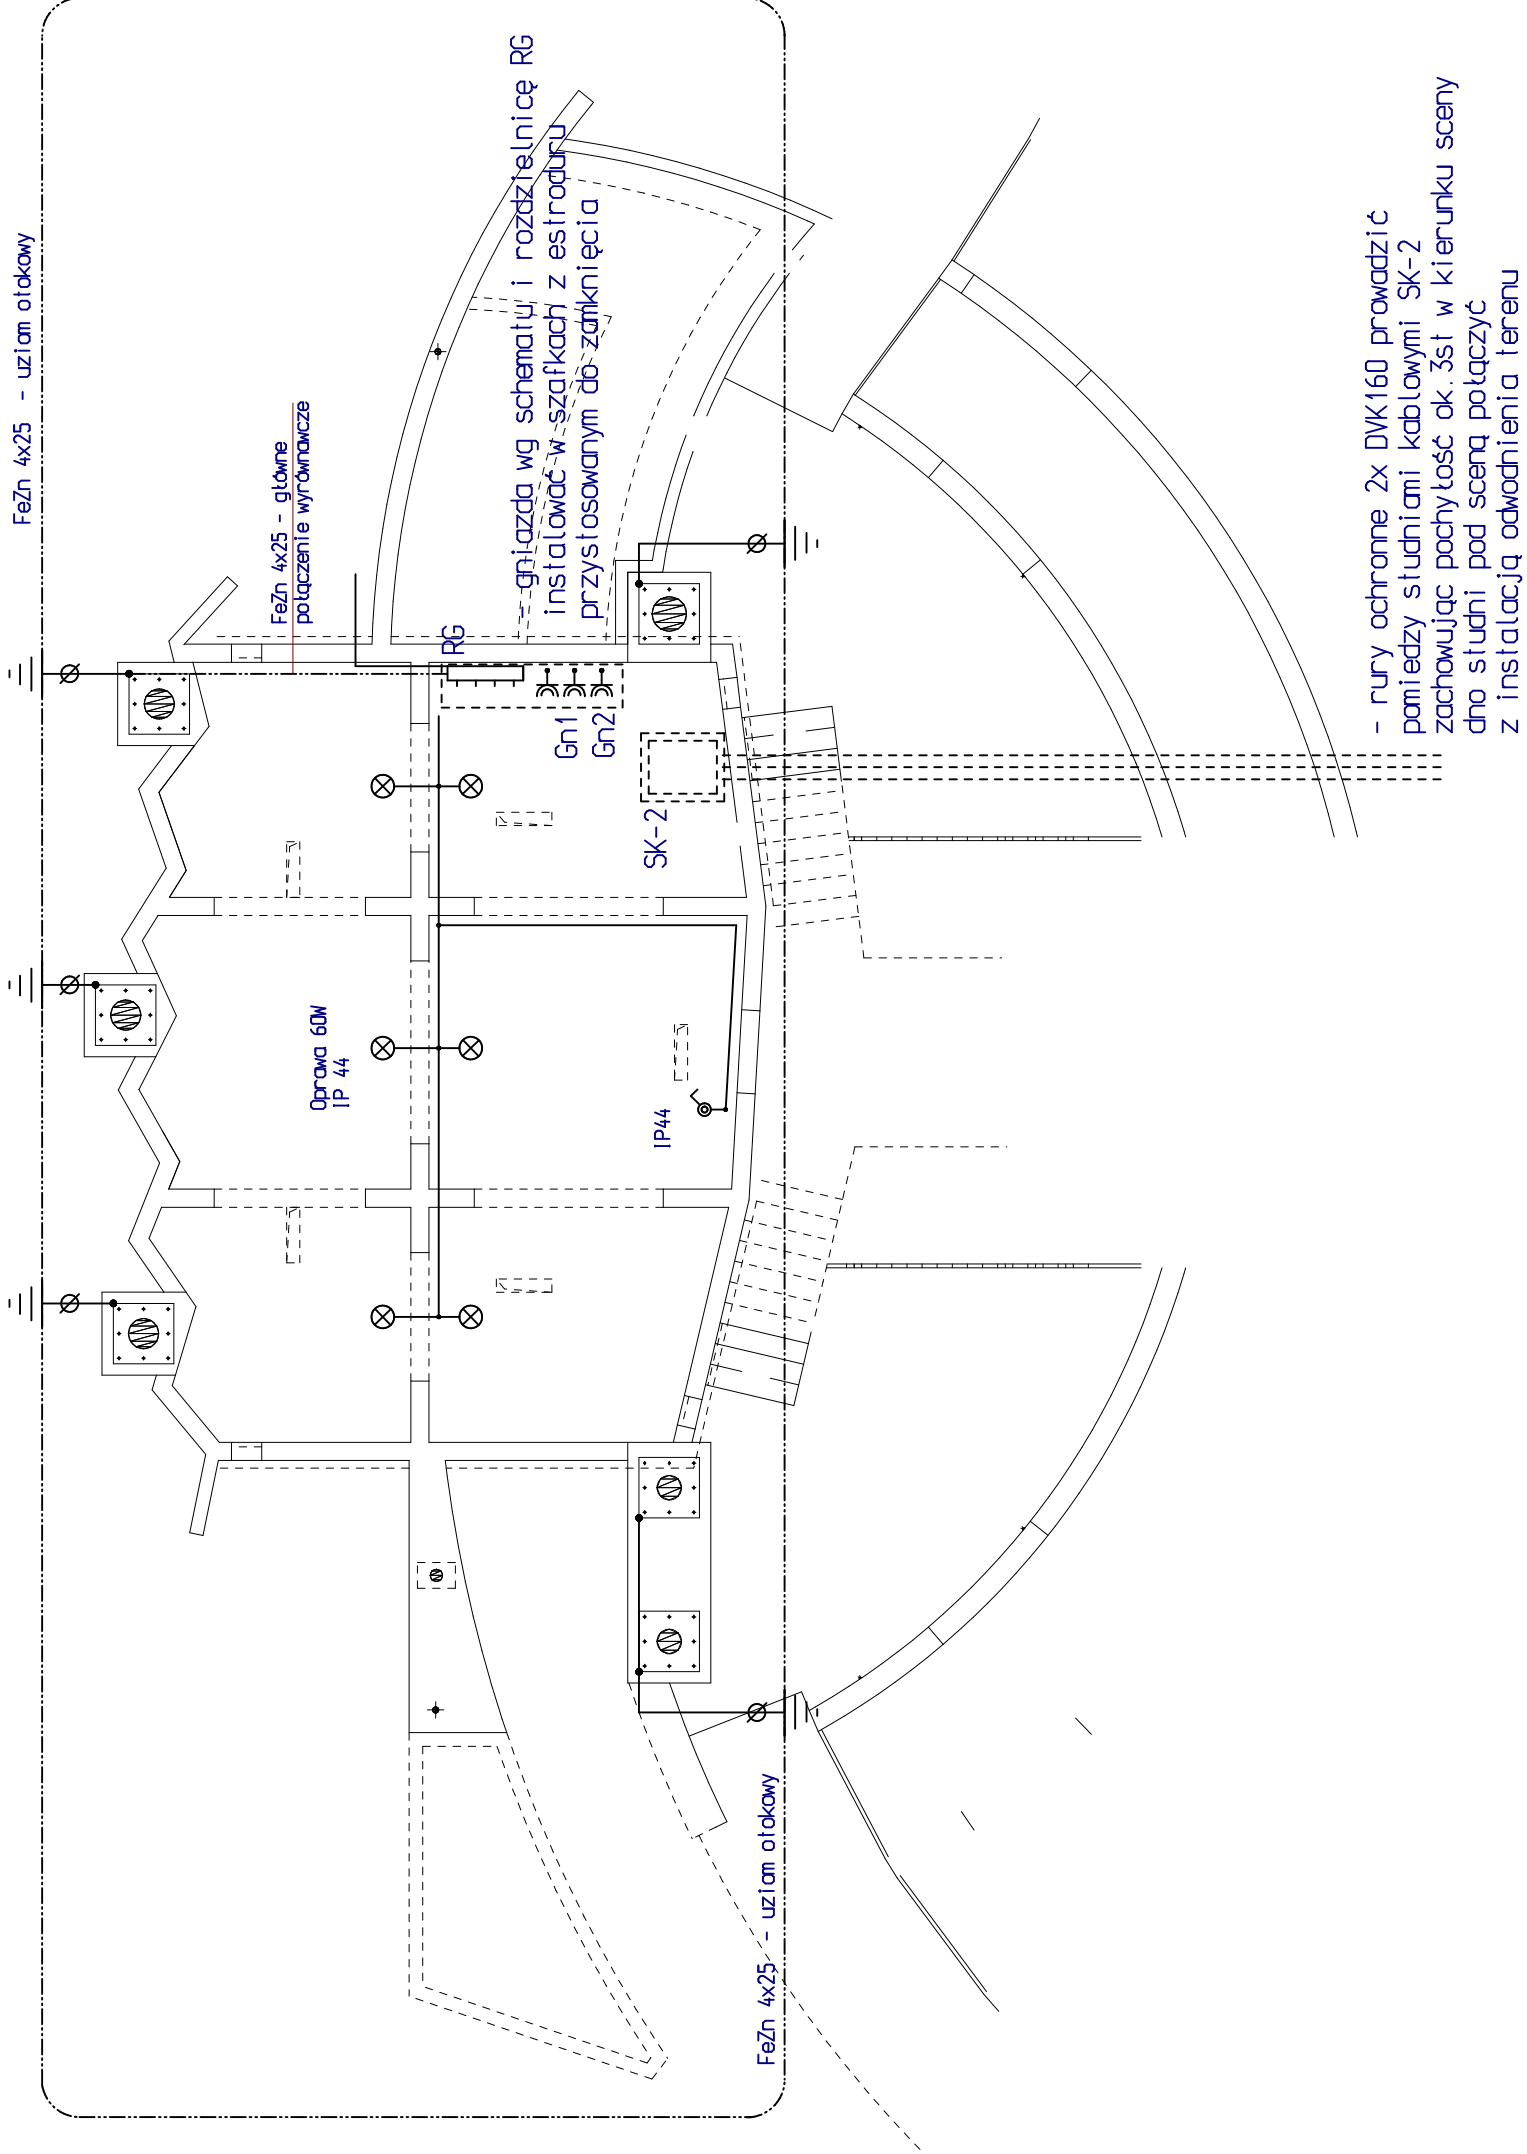 FeZn 4x25 - uziom otokowy
FeZn 4x25 - główne
połączenie wyrównawcze
- gniazda wg schematu i rozdzielnicę RG
instalować w szafkach z estroduru
przystosowanym do zamknięcia
RG
Gn1
Gn2
SK-2
Oprawa 60W
IP 44
IP44
FeZn 4x25 - uziom otokowy
- rury ochronne 2x DVK160 prowadzić
pomiedzy studniami kablowymi SK-2
zachowując pochyłość ok.3st w kierunku sceny
dno studni pod sceną połączyć
z instalacją odwodnienia terenu